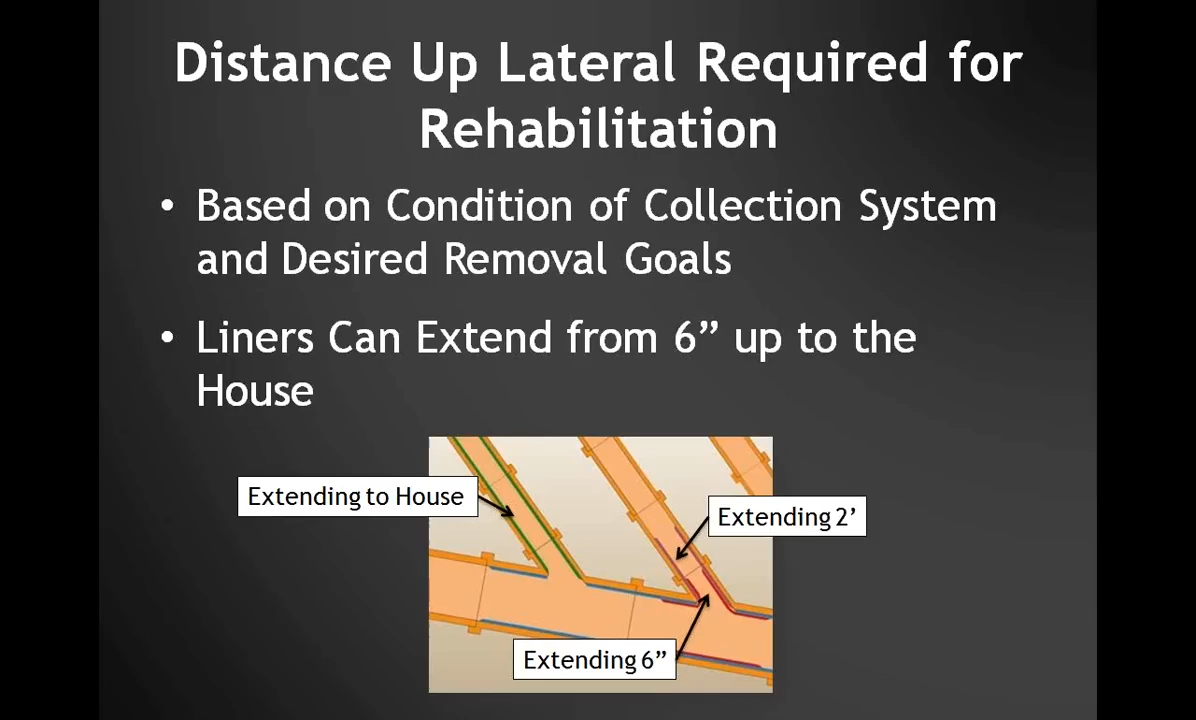 Distance Up Lateral Required for
Rehabilitation
• Based on Condition of Collection System
and Desired Removal Goals
• Liners Can Extend from 6” up to the
House
Extending to House
Extending 2’
Extending 6”